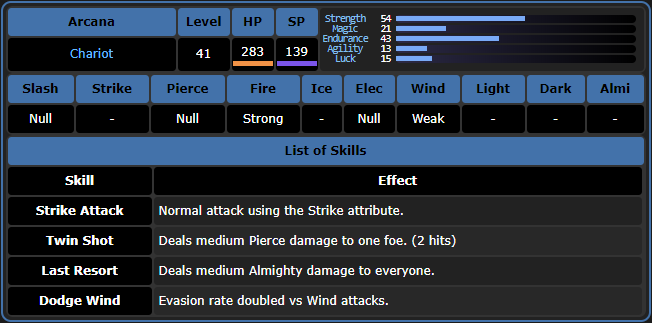 Arcana Level HP SP
Chariot 41 283 139
Strength 54
Magic 21
Endurance 43
Agility 13
Luck 15
Slash Strike Pierce Fire Ice Elec Wind Light Dark Almi
Null - Null Strong - Null Weak - - -
List of Skills
Skill Effect
Strike Attack Normal attack using the Strike attribute.
Twin Shot Deals medium Pierce damage to one foe. (2 hits)
Last Resort Deals medium Almighty damage to everyone.
Dodge Wind Evasion rate doubled vs Wind attacks.